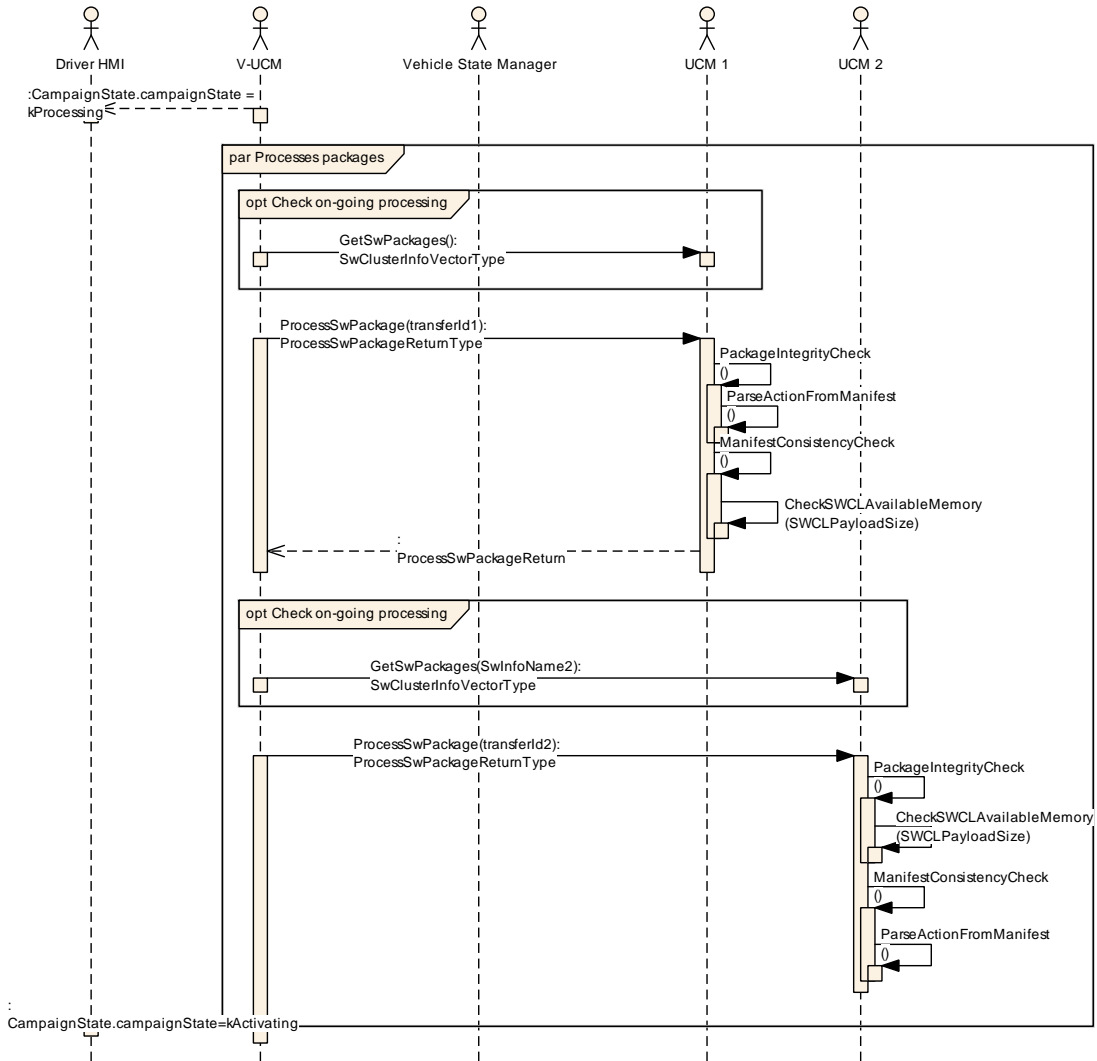 Driver HMI
V-UCM
Vehicle State Manager
UCM 1
UCM 2
:CampaignState.campaignState =
kProcessing
par Processes packages
opt Check on-going processing
GetSwPackages():
SwClusterInfoVectorType
ProcessSwPackage(transferId1):
ProcessSwPackageReturnType
PackageIntegrityCheck
()
ParseActionFromManifest
()
ManifestConsistencyCheck
()
CheckSWCLAvailableMemory
(SWCLPayloadSize)
:
ProcessSwPackageReturn
opt Check on-going processing
GetSwPackages(SwInfoName2):
SwClusterInfoVectorType
ProcessSwPackage(transferId2):
ProcessSwPackageReturnType
PackageIntegrityCheck
()
CheckSWCLAvailableMemory
(SWCLPayloadSize)
ManifestConsistencyCheck
()
ParseActionFromManifest
()
:
CampaignState.campaignState=kActivating